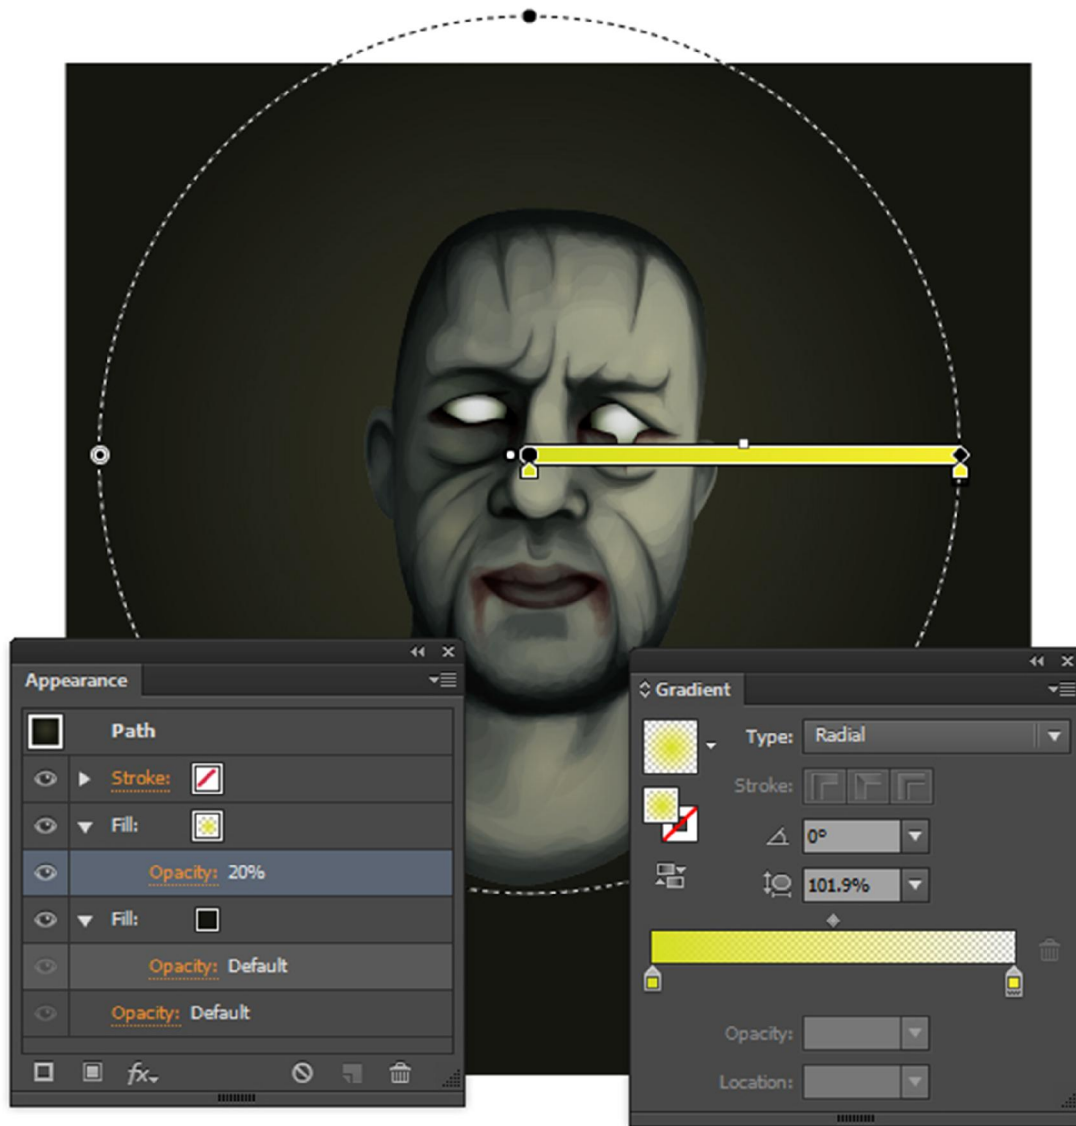 Appearance
Path
Stroke:
Fill:
Opacity: 20%
Fill:
Opacity: Default
Opacity: Default
fx
Gradient
Type: Radial
Stroke:
0°
101.9%
Opacity:
Location: